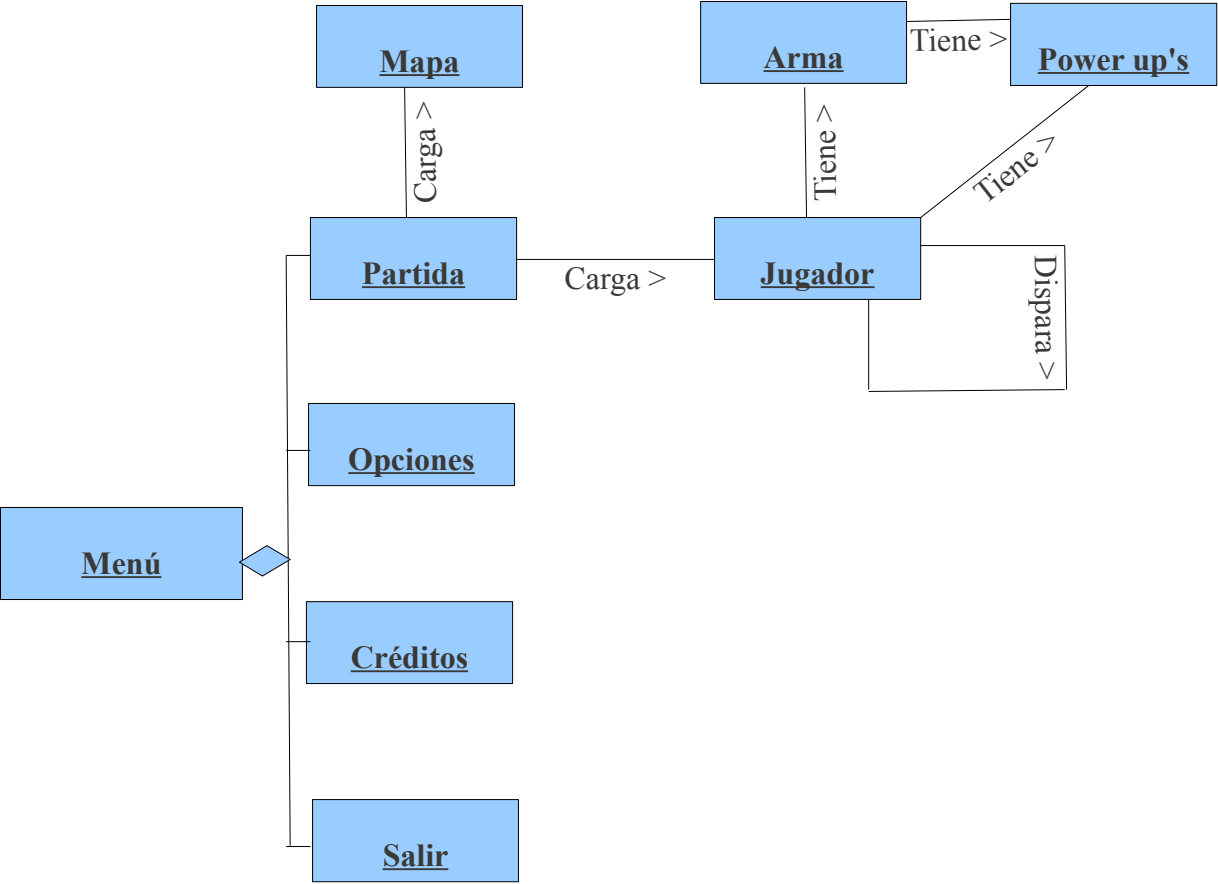 Mapa
Arma
Tiene >
Power up's
Carga >
Tiene >
Tiene >
Partida
Carga >
Jugador
Dispara >
Opciones
Menú
Créditos
Salir